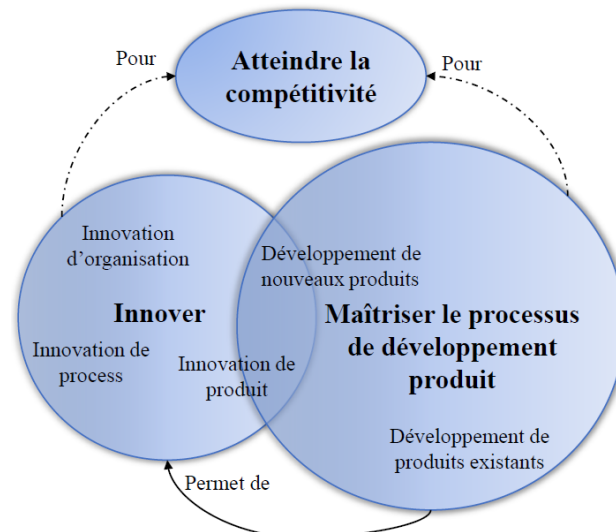 Pour
Atteindre la
compétitivité
Pour
Innovation
d’organisation
Développement de
nouveaux produits
Innover
Maîtriser le processus
de développement
produit
Innovation de
process
Innovation de
produit
Développement de
produits existants
Permet de